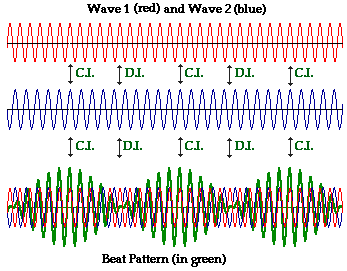 Wave 1 (red) and Wave 2 (blue)
C.I. D.I. C.I. D.I. C.I.
C.I. D.I. C.I. D.I. C.I.
Beat Pattern (in green)